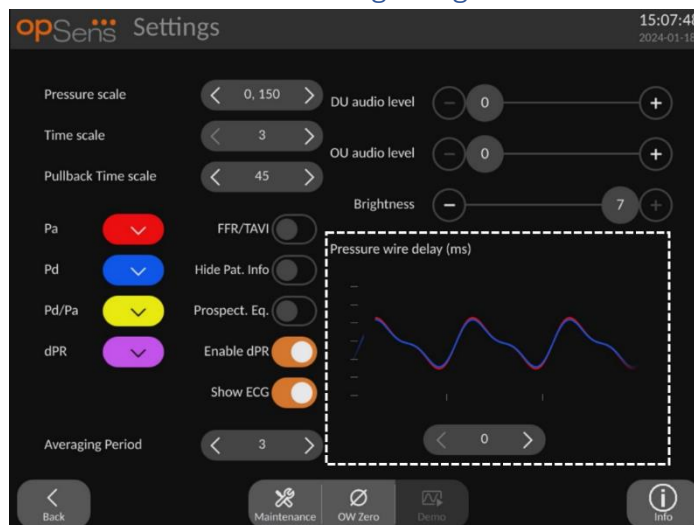 opSens Settings
15:07:48
2024-01-18
Pressure scale
0, 150
Time scale
3
Pullback Time scale
45
DU audio level
0
OU audio level
0
Brightness
7
Pa
Pd
Pd/Pa
dPR
FFR/TAVI
Hide Pat. Info
Prospect. Eq.
Enable dPR
Show ECG
Pressure wire delay (ms)
0
Averaging Period
3
Back
Maintenance
OW Zero
Demo
Info